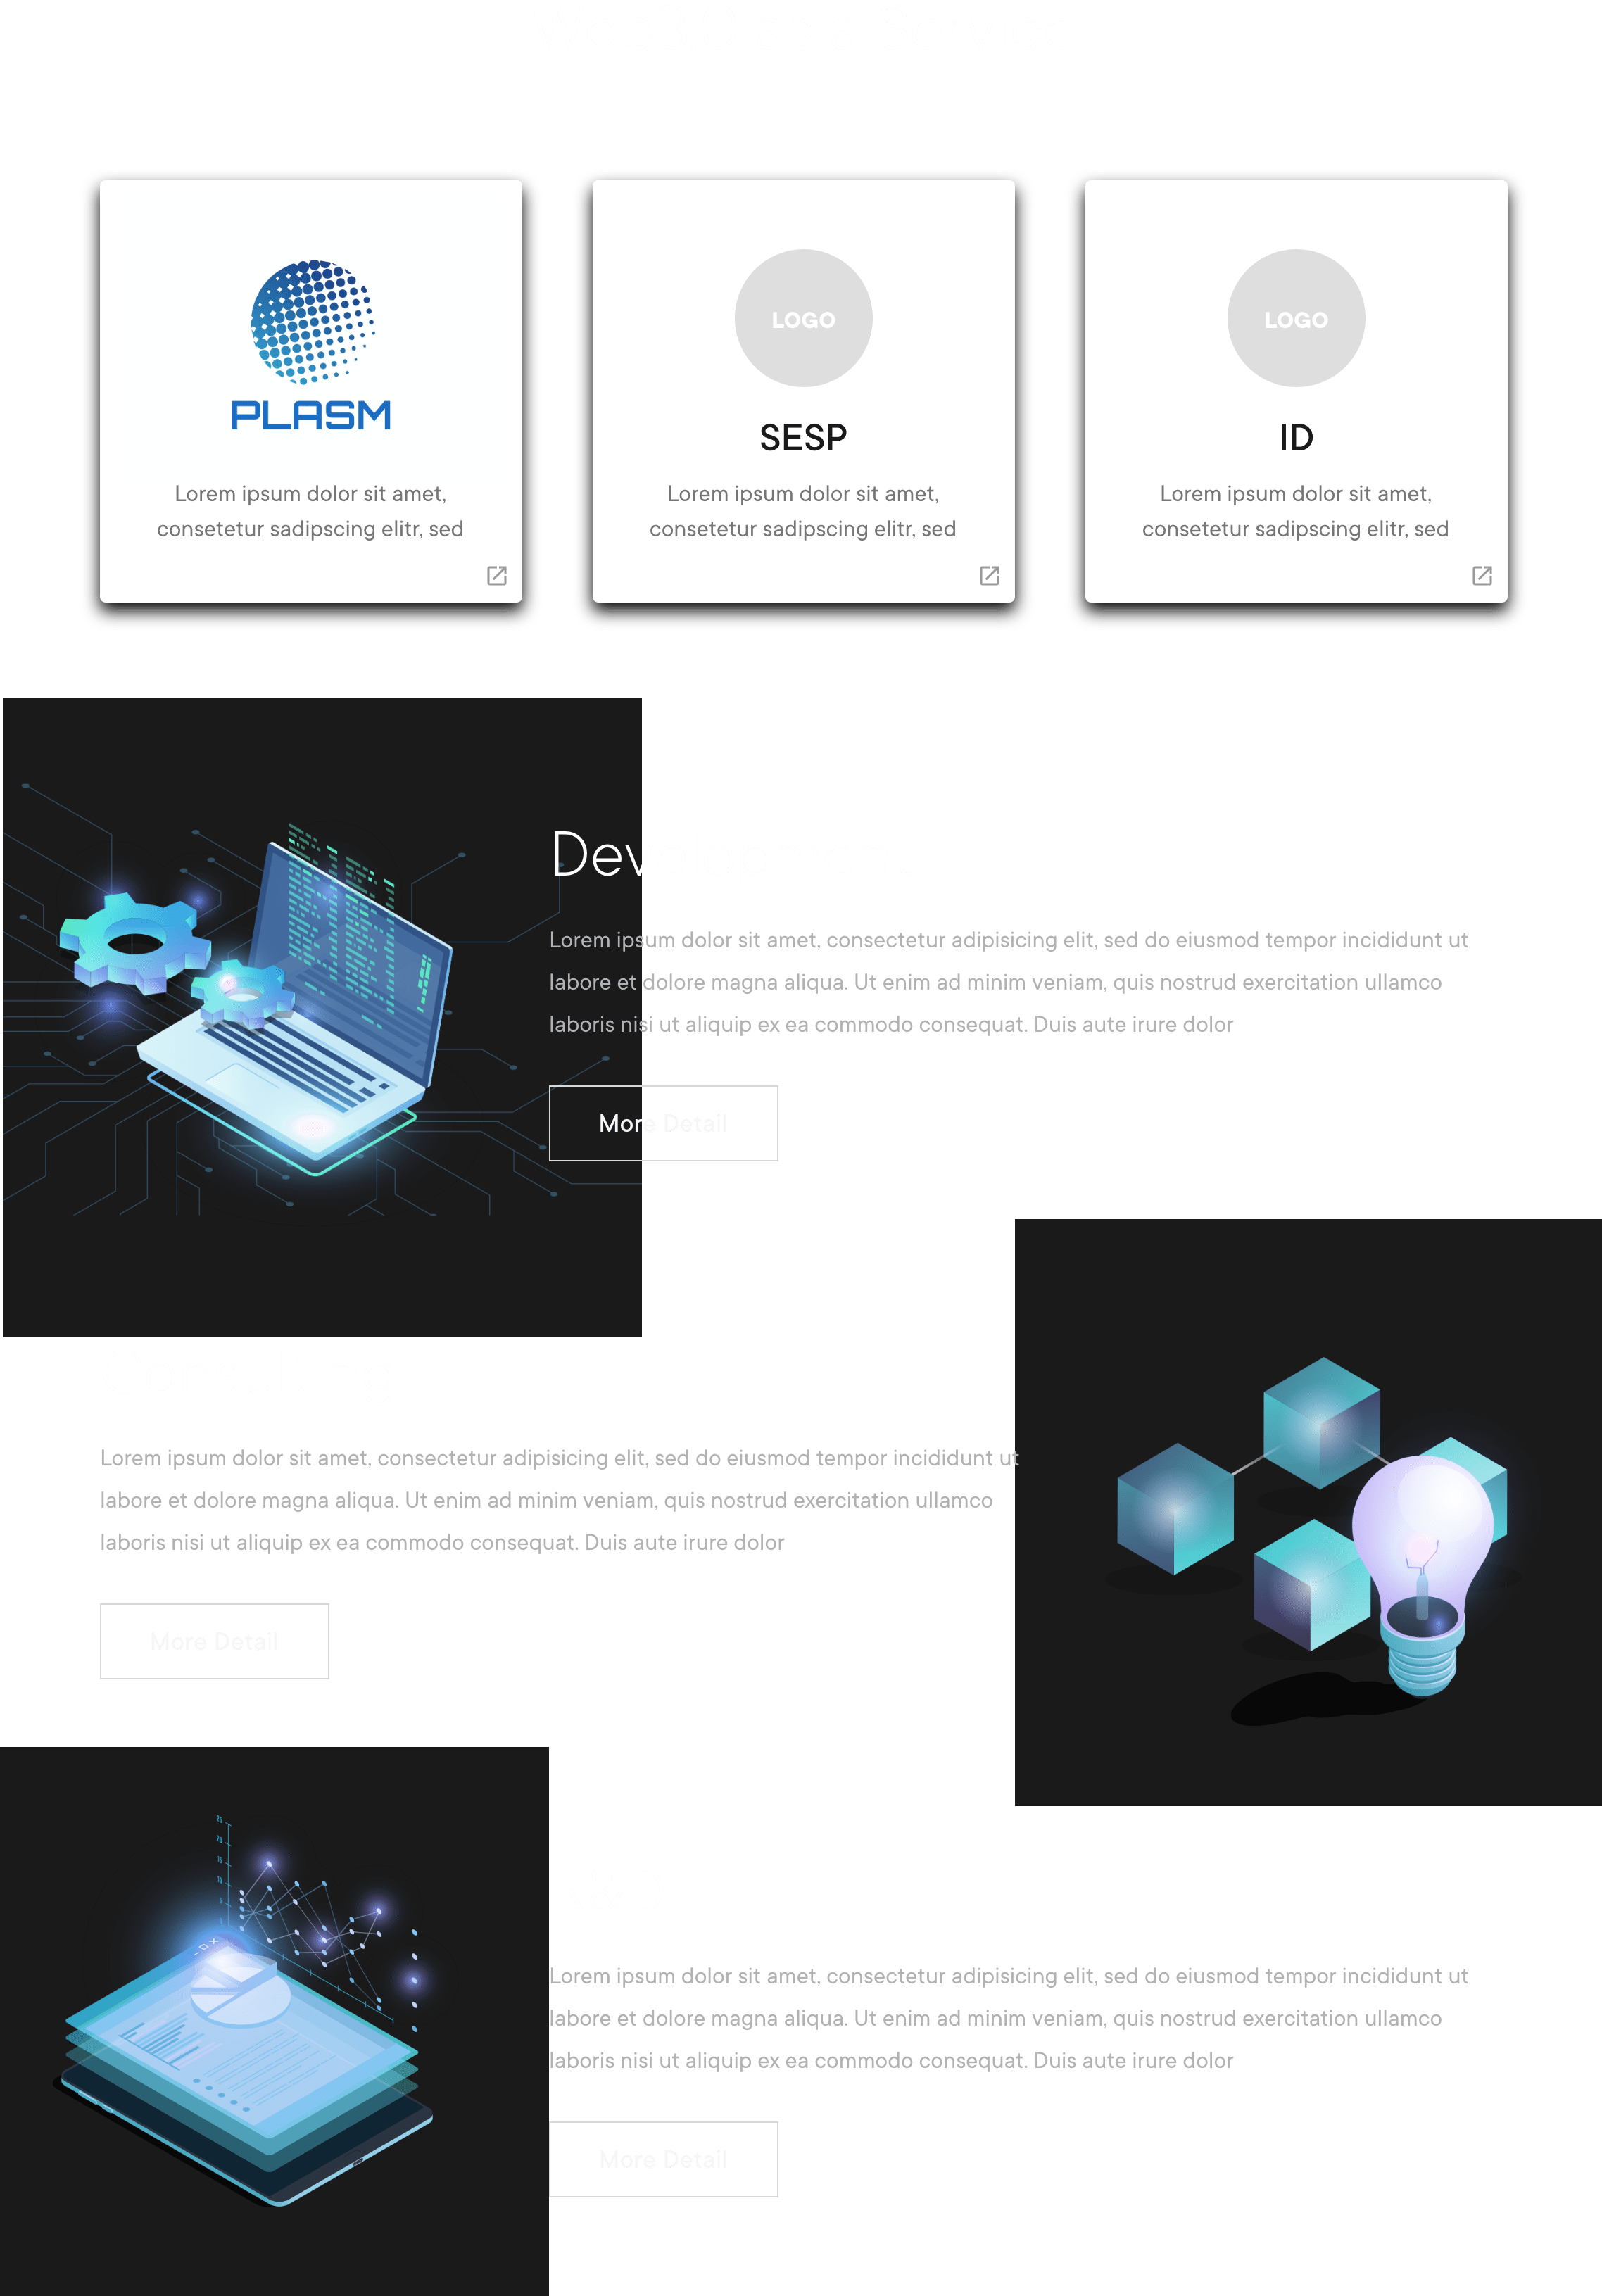 PLASM
Lorem ipsum dolor sit amet,
consetetur sadipscing elitr, sed
LOGO
SESP
Lorem ipsum dolor sit amet,
consetetur sadipscing elitr, sed
LOGO
ID
Lorem ipsum dolor sit amet,
consetetur sadipscing elitr, sed
Dev
Lorem ipsum dolor sit amet, consectetur adipisicing elit, sed do eiusmod tempor incididunt ut
labore et dolore magna aliqua. Ut enim ad minim veniam, quis nostrud exercitation ullamco
laboris nisi ut aliquip ex ea commodo consequat. Duis aute irure dolor
More Detail
Lorem ipsum dolor sit amet, consectetur adipisicing elit, sed do eiusmod tempor incididunt ut
labore et dolore magna aliqua. Ut enim ad minim veniam, quis nostrud exercitation ullamco
laboris nisi ut aliquip ex ea commodo consequat. Duis aute irure dolor
More Detail
Lorem ipsum dolor sit amet, consectetur adipisicing elit, sed do eiusmod tempor incididunt ut
labore et dolore magna aliqua. Ut enim ad minim veniam, quis nostrud exercitation ullamco
laboris nisi ut aliquip ex ea commodo consequat. Duis aute irure dolor
More Detail